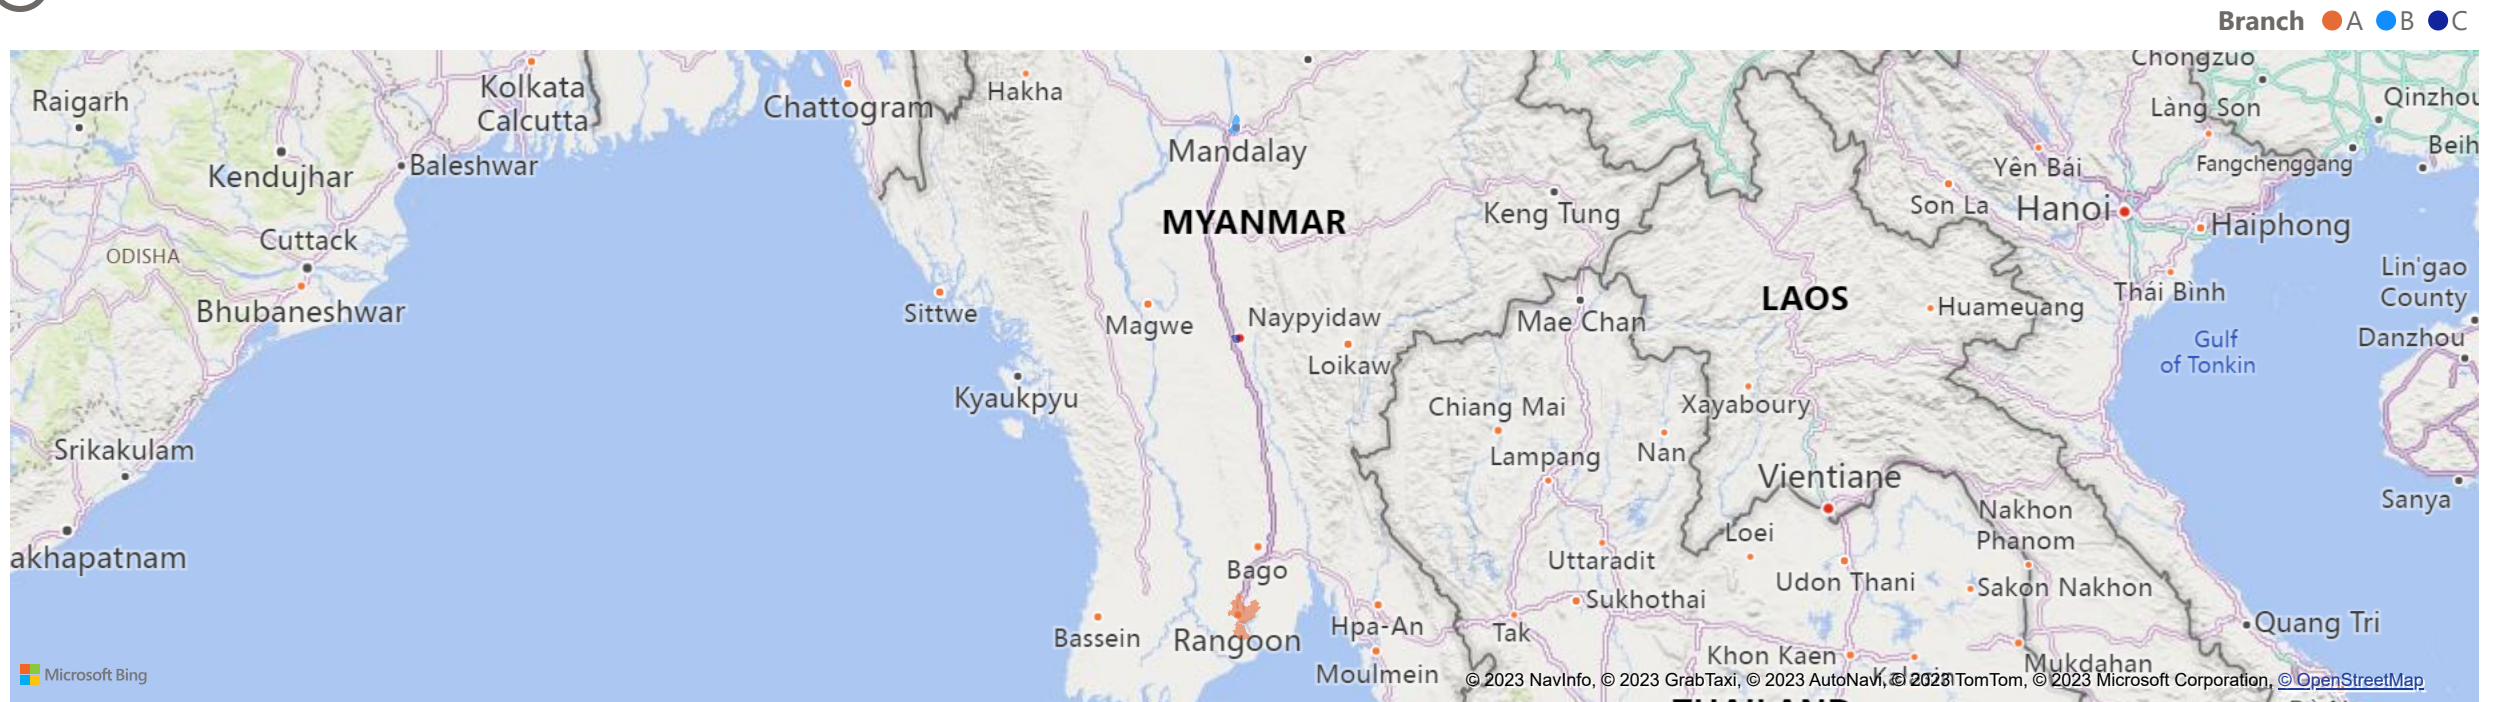 Branch A B C
Chongzuo
Kolkata
Calcutta
Raigarh
Chattogram
Hakha
Làng Son
Qinzhou
Mandalay
Kendujhar
Baleshwar
Yên Bái
Fangchenggang
Beih
MYANMAR
Keng Tung
Son La
Hanoi
Haiphong
Cuttack
ODISHA
Lin'gao
County
LAOS
Thái Bình
Bhubaneshwar
Sittwe
Magwe
Naypyidaw
Mae Chan
Huameuang
Gulf
of Tonkin
Danzhou
Loikaw
Kyaukpyu
Chiang Mai
Xayaboury
Srikakulam
Lampang
Nan
Vientiane
Sanya
Nakhon
Phanom
Loei
akhapatnam
Bago
Uttaradit
Udon Thani
Sakon Nakhon
Sukhothai
Bassein
Rangoon
Hpa-An
Tak
Quang Tri
Khon Kaen
Mukdahan
Microsoft Bing
Moulmein
© 2023 NavInfo, © 2023 GrabTaxi, © 2023 AutoNavi, © 2023 TomTom, © 2023 Microsoft Corporation, © OpenStreetMap
THAILAND